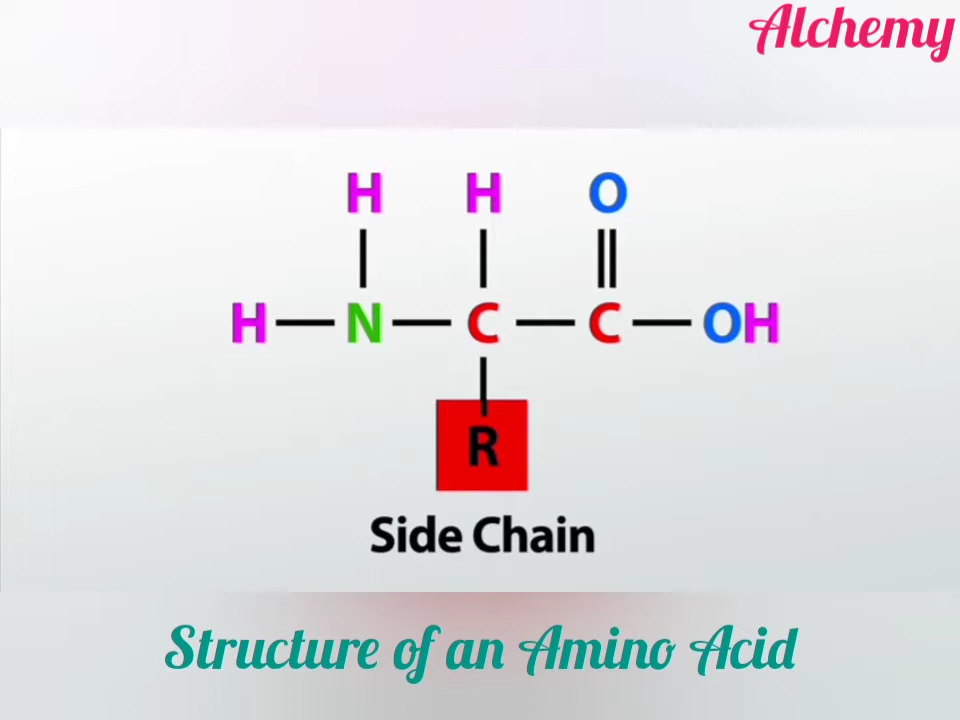 Alchemy
H H O
H N C C OH
R
Side Chain
Structure of an Amino Acid